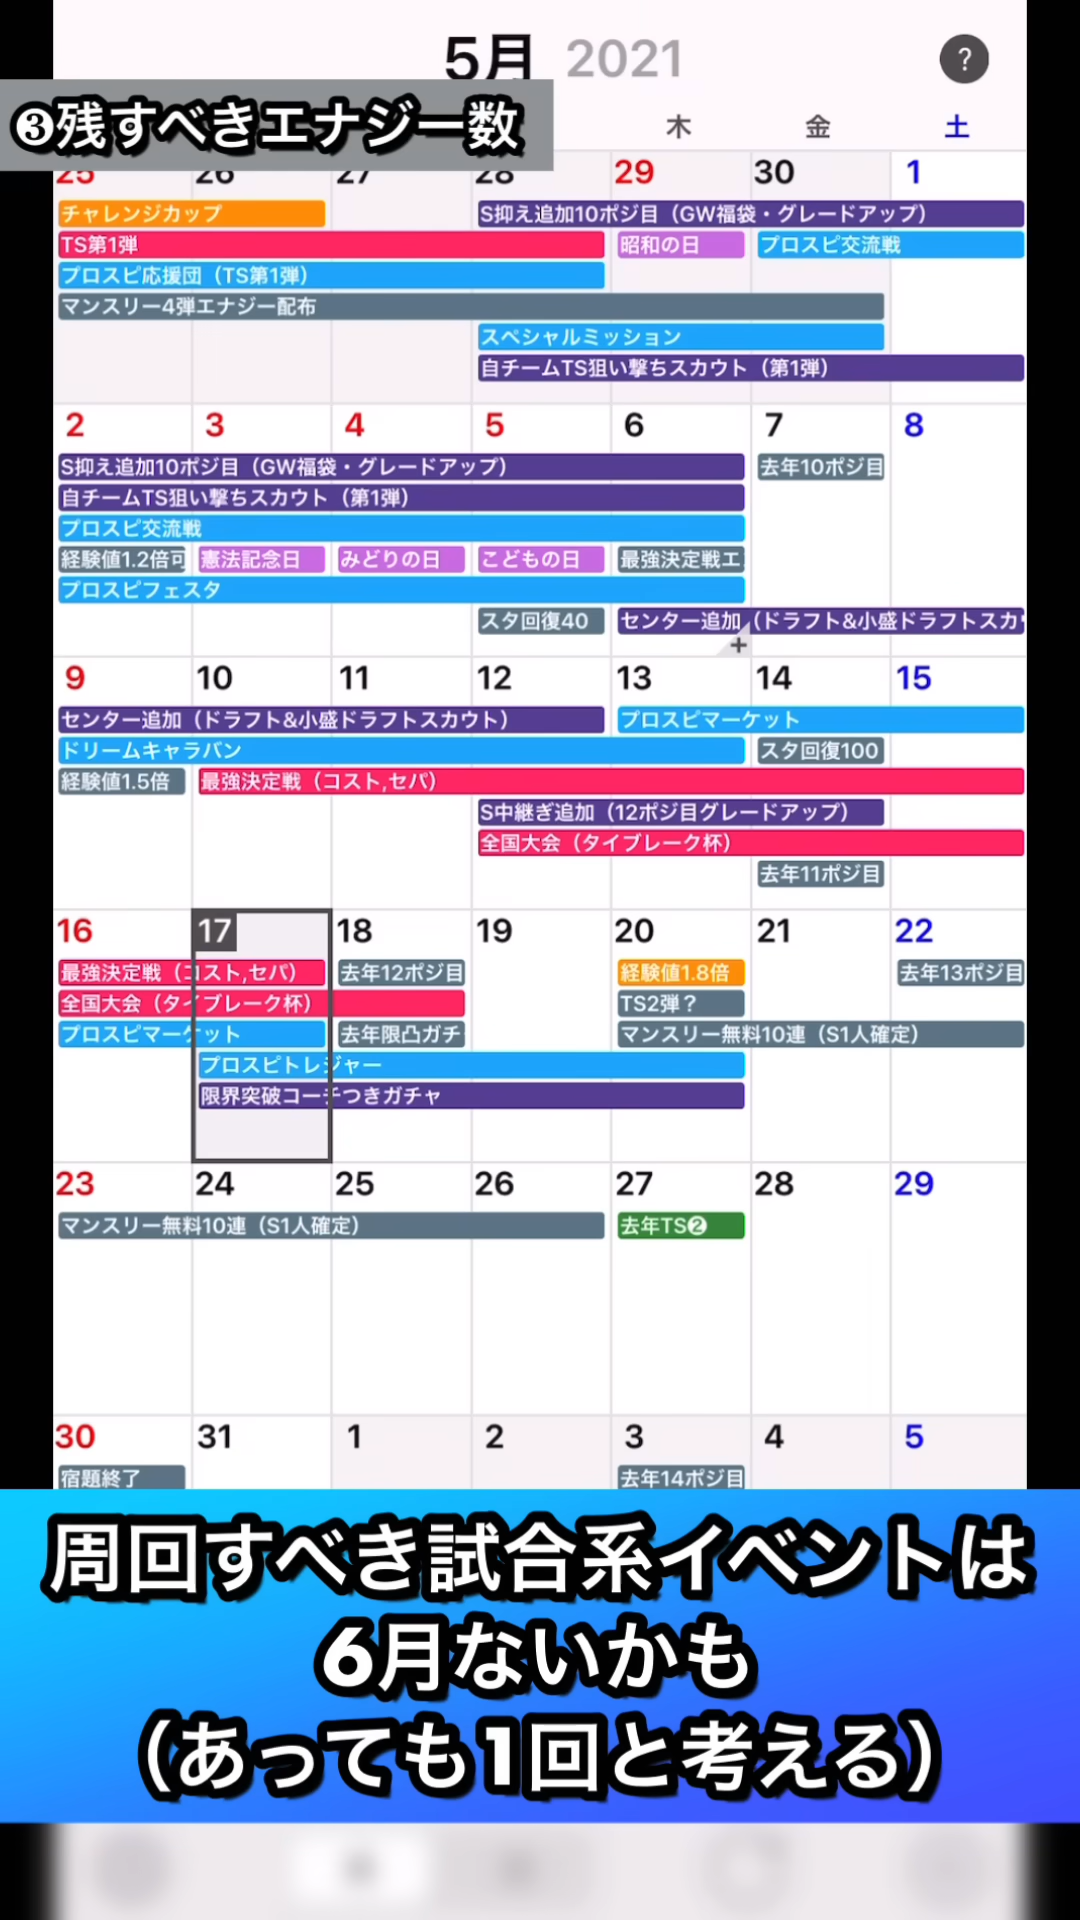 5月 2021
?
❸残すべきエナジー数
木 金 土
25 26 27 28 29 30 1
チャレンジカップ
S抑え追加10ポジ目（GW福袋・グレードアップ）
TS第1弾
昭和の日
プロスピ交流戦
プロスピ応援団（TS第1弾）
マンスリー4弾エナジー配布
スペシャルミッション
自チームTS狙い撃ちスカウト（第1弾）
2 3 4 5 6 7 8
S抑え追加10ポジ目（GW福袋・グレードアップ）
去年10ポジ目
自チームTS狙い撃ちスカウト（第1弾）
プロスピ交流戦
経験値1.2倍可
憲法記念日
みどりの日
こどもの日
最強決定戦エ
プロスピフェスタ
スタ回復40
センター追加（ドラフト&小盛ドラフトスカウ
+
9 10 11 12 13 14 15
センター追加（ドラフト&小盛ドラフトスカウト）
プロスピマーケット
ドリームキャラバン
スタ回復100
経験値1.5倍
最強決定戦（コスト,セパ）
S中継ぎ追加（12ポジ目グレードアップ）
全国大会（タイブレーク杯）
去年11ポジ目
16 17 18 19 20 21 22
最強決定戦（コスト,セパ）
去年12ポジ目
経験値1.8倍
去年13ポジ目
全国大会（タイブレーク杯）
TS2弾？
プロスピマーケット
去年限凸ガチ
マンスリー無料10連（S1人確定）
プロスピトレジャー
限界突破コーチつきガチャ
23 24 25 26 27 28 29
マンスリー無料10連（S1人確定）
去年TS❷
30 31 1 2 3 4 5
宿題終了
去年14ポジ目
周回すべき試合系イベントは
6月ないかも
（あっても1回と考える）